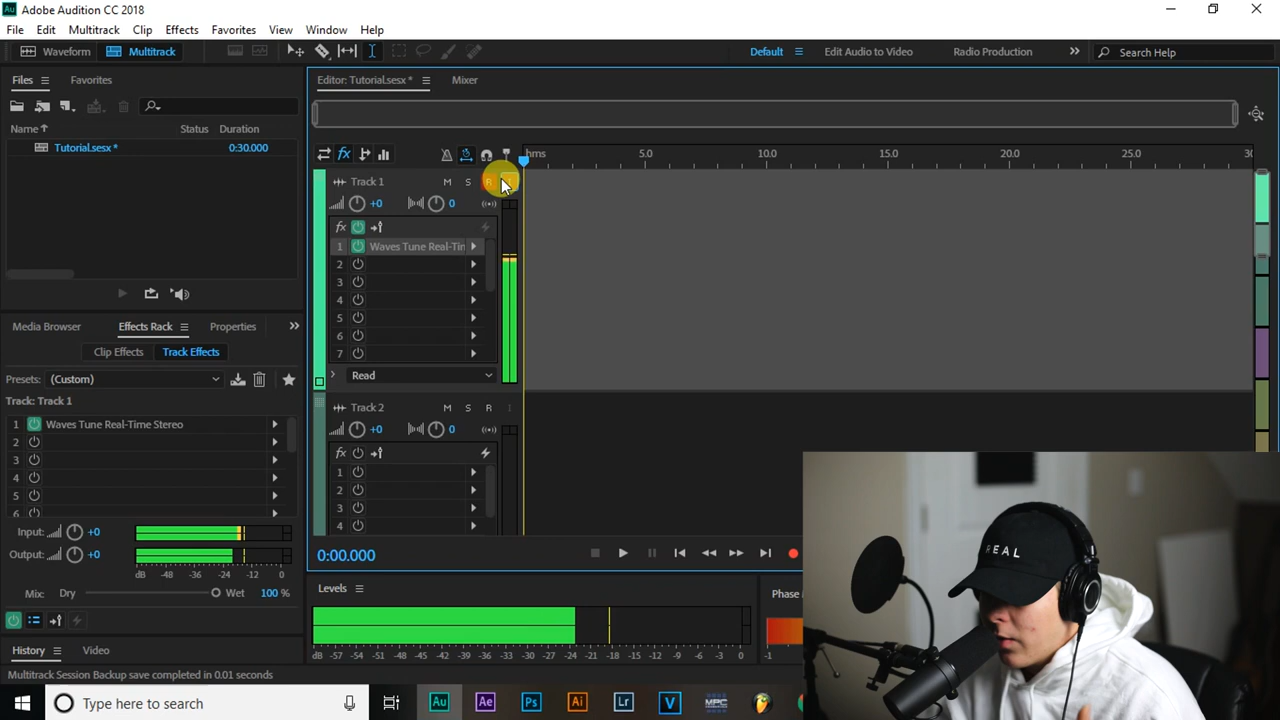 Au Adobe Audition CC 2018
File Edit Multitrack Clip Effects Favorites View Window Help
Waveform Multitrack Default Edit Audio to Video Radio Production >> Search Help
Files Favorites Editor: Tutorial.sesx * Mixer
Name Status Duration
Tutorial.sesx * 0:30.000
hms 5.0 10.0 15.0 20.0 25.0 30
Track 1 M S R I
+0 0
fx
1 Waves Tune Real-Tin
2
3
4
5
6
7
Read
Media Browser Effects Rack Properties >>
Clip Effects Track Effects
Presets: (Custom)
Track: Track 1
1 Waves Tune Real-Time Stereo
2
3
4
5
6
Input: +0
Output: +0
dB -48 -36 -24 -12 0
Mix: Dry Wet 100 %
Track 2 M S R I
+0 0
fx
1
2
3
4
0:00.000
History Video
Levels Phase
dB -57 -54 -51 -48 -45 -42 -39 -36 -33 -30 -27 -24 -21 -18 -15 -12 -9 -6 -3 0 -1
Multitrack Session Backup save completed in 0.01 seconds
Type here to search Au Ae Ps Ai Lr V MPC
REAL